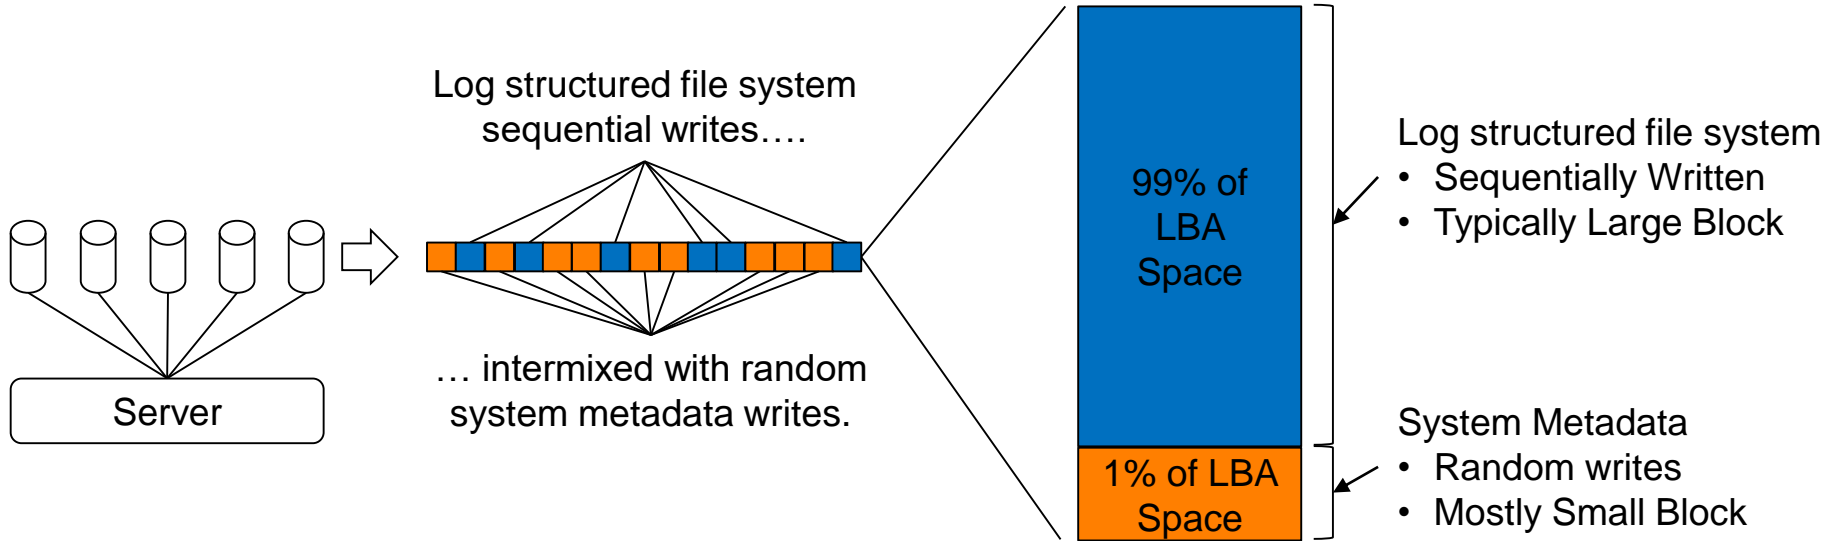 Log structured file system
sequential writes….
Server
… intermixed with random
system metadata writes.
99% of
LBA
Space
1% of LBA
Space
Log structured file system
• Sequentially Written
• Typically Large Block
System Metadata
• Random writes
• Mostly Small Block